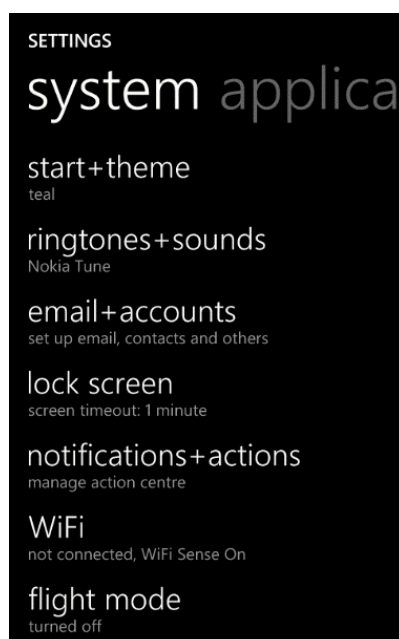 SETTINGS
system applica
start+theme
teal
ringtones+sounds
Nokia Tune
email+accounts
set up email, contacts and others
lock screen
screen timeout: 1 minute
notifications+actions
manage action centre
WiFi
not connected, WiFi Sense On
flight mode
turned off